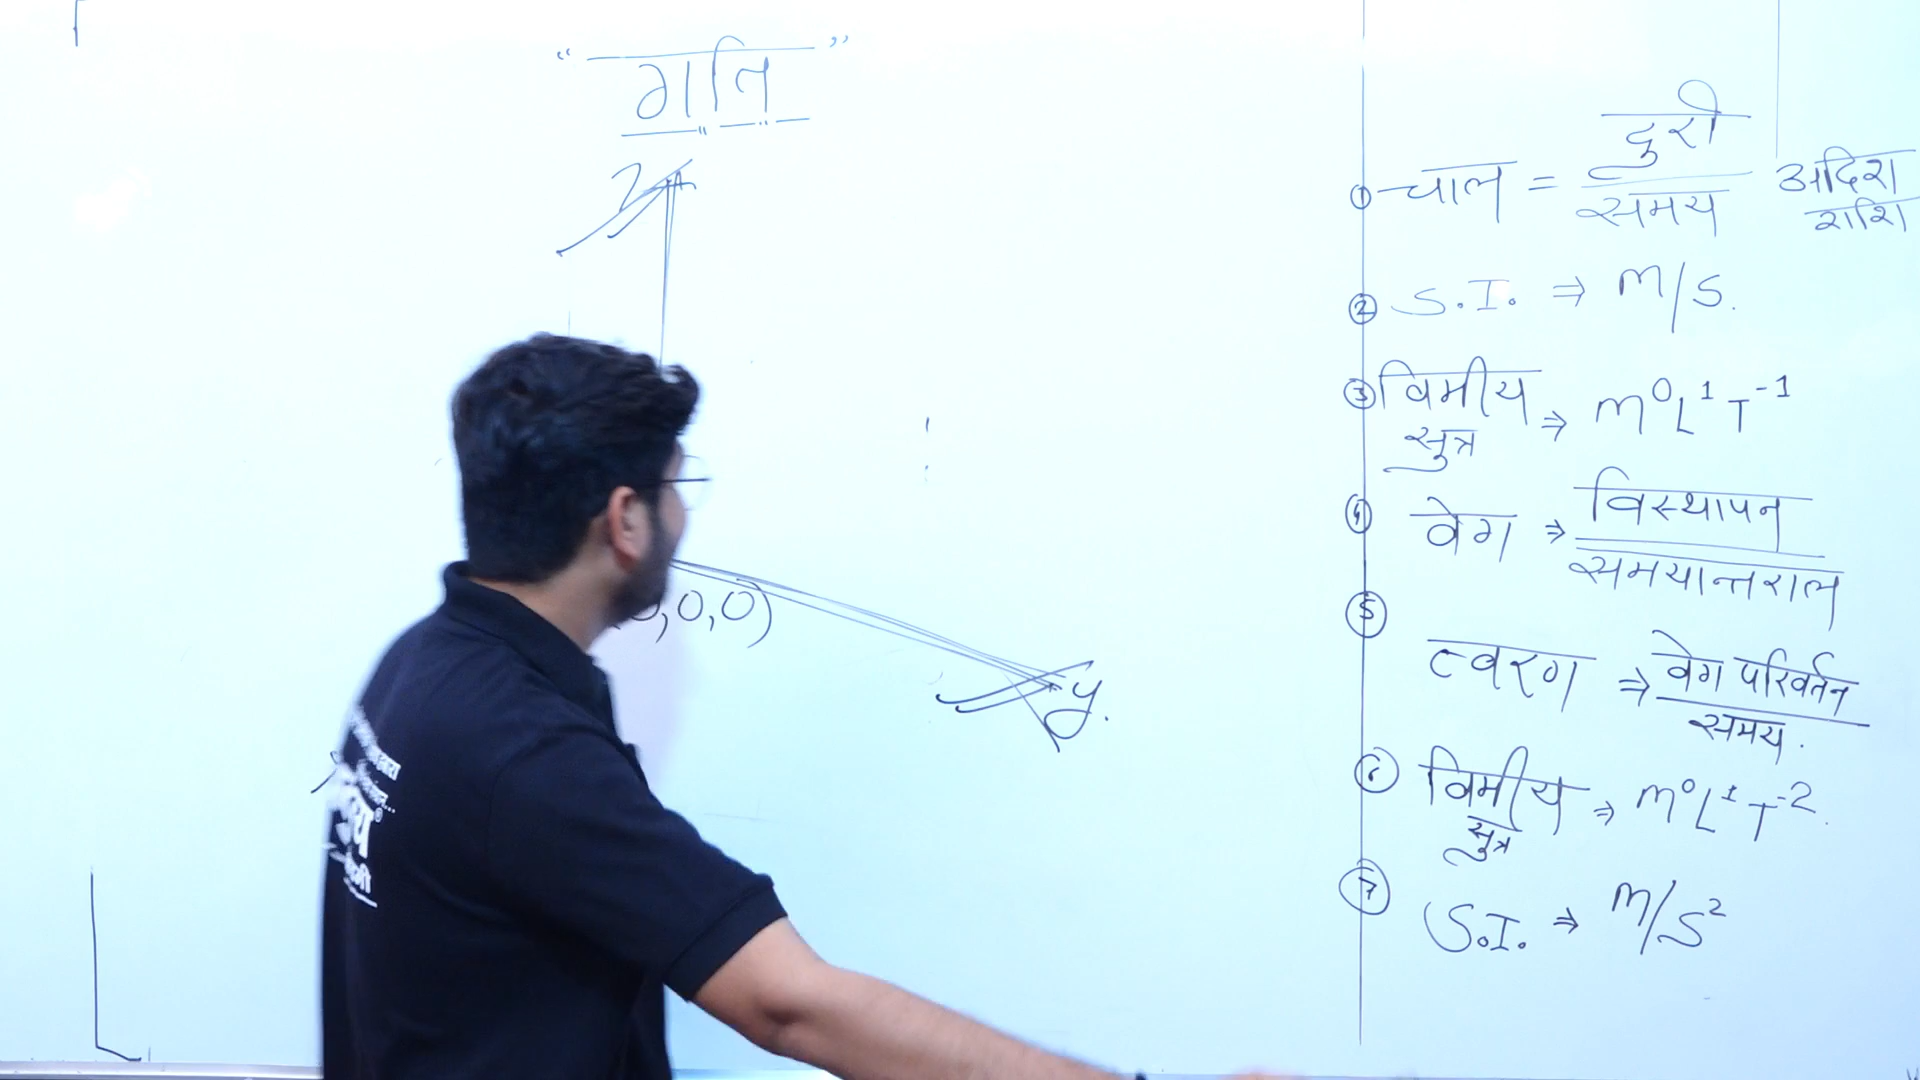 “ गति ”
Z
0,0)
y.
① चाल = दुरी / समय अदिश राशि
② S.I. ⇒ m/s.
③ विमीय सुत्र ⇒ m⁰L¹T⁻¹
④ वेग ⇒ विस्थापन / समयान्तराल
⑤ त्वरण ⇒ वेग परिवर्तन / समय.
⑥ विमीय सुत्र ⇒ m⁰L¹T⁻².
⑦ S.I. ⇒ m/s²